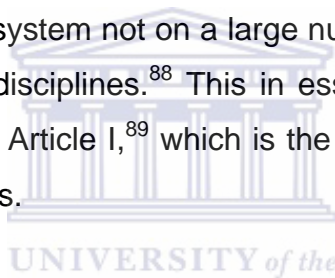 system not on a large nu
disciplines.⁸⁸ This in ess
Article I,⁸⁹ which is the
s.
UNIVERSITY of the